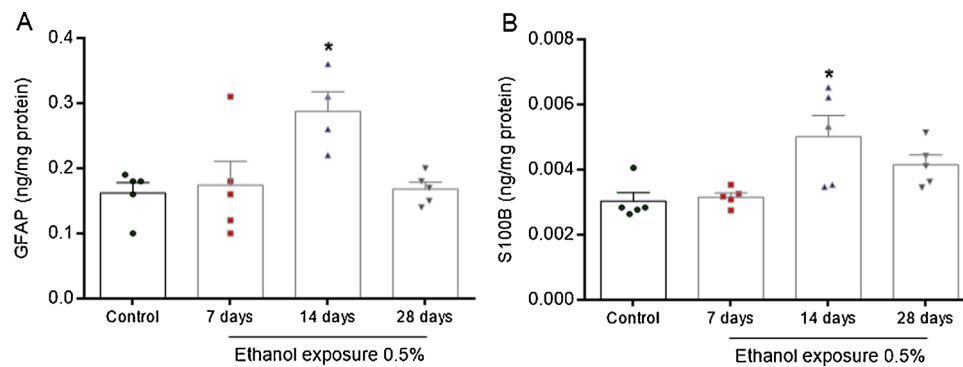 A
GFAP (ng/mg protein)
0.4
0.3
0.2
0.1
0.0
*
Control 7 days 14 days 28 days
Ethanol exposure 0.5%
B
S100B (ng/mg protein)
0.008
0.006
0.004
0.002
0.000
*
Control 7 days 14 days 28 days
Ethanol exposure 0.5%